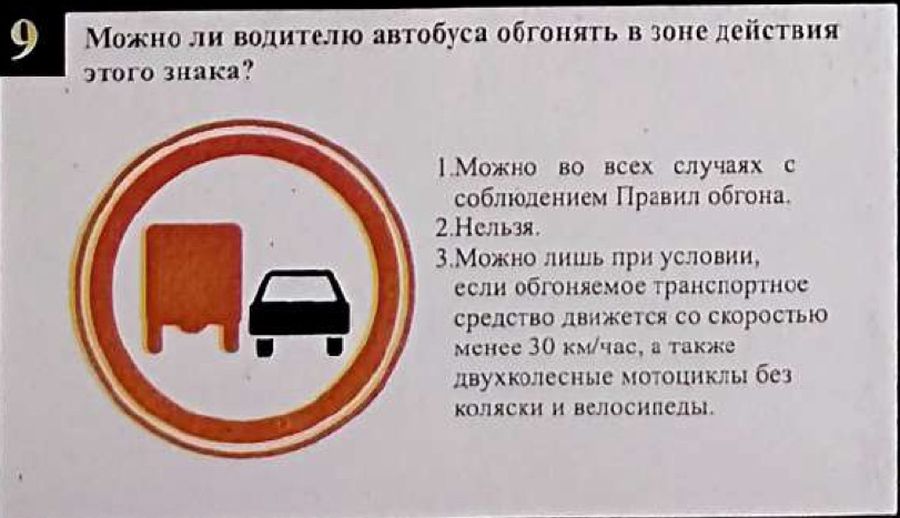 9
Можно ли водителю автобуса обгонять в зоне действия
этого знака?
1.Можно во всех случаях с
соблюдением Правил обгона.
2.Нельзя.
3.Можно лишь при условии,
если обгоняемое транспортное
средство движется со скоростью
менее 30 км/час, а также
двухколесные мотоциклы без
коляски и велосипеды.